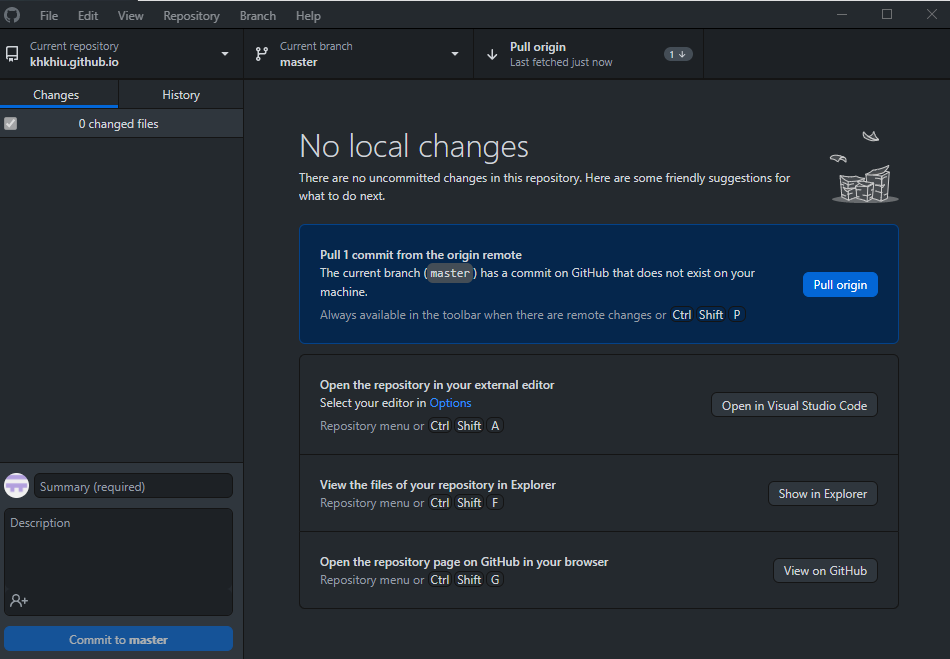 File Edit View Repository Branch Help
Current repository
khkhiu.github.io
Current branch
master
Pull origin
Last fetched just now
1
Changes History
0 changed files
No local changes
There are no uncommitted changes in this repository. Here are some friendly suggestions for
what to do next.
Pull 1 commit from the origin remote
The current branch (master) has a commit on GitHub that does not exist on your
machine.
Always available in the toolbar when there are remote changes or Ctrl Shift P
Pull origin
Open the repository in your external editor
Select your editor in Options
Repository menu or Ctrl Shift A
Open in Visual Studio Code
View the files of your repository in Explorer
Repository menu or Ctrl Shift F
Show in Explorer
Open the repository page on GitHub in your browser
Repository menu or Ctrl Shift G
View on GitHub
Summary (required)
Description
Commit to master